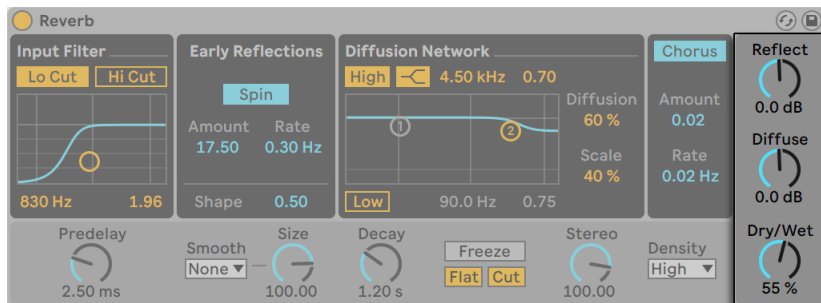 Reverb
Input Filter
Lo Cut Hi Cut
830 Hz 1.96
Early Reflections
Spin
Amount Rate
17.50 0.30 Hz
Shape 0.50
Diffusion Network
High 4.50 kHz 0.70
1
2
Diffusion
60 %
Scale
40 %
Low 90.0 Hz 0.75
Chorus
Amount
0.02
Rate
0.02 Hz
Reflect
0.0 dB
Diffuse
0.0 dB
Dry/Wet
55 %
Predelay
2.50 ms
Smooth
None
Size
100.00
Decay
1.20 s
Freeze
Flat Cut
Stereo
100.00
Density
High